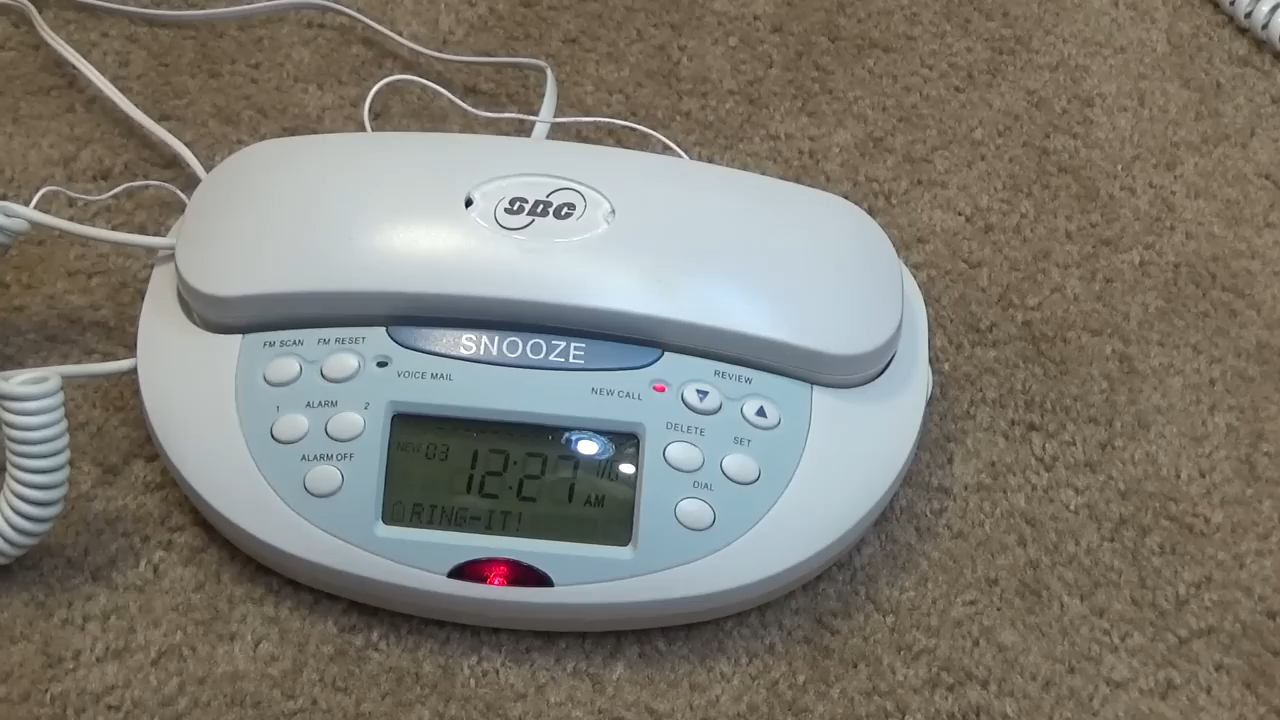 SBC
SNOOZE
FM SCAN FM RESET
VOICE MAIL
NEW CALL
REVIEW
1 ALARM 2
ALARM OFF
DELETE
SET
DIAL
NEW 03 12:27 AM
RING-IT!